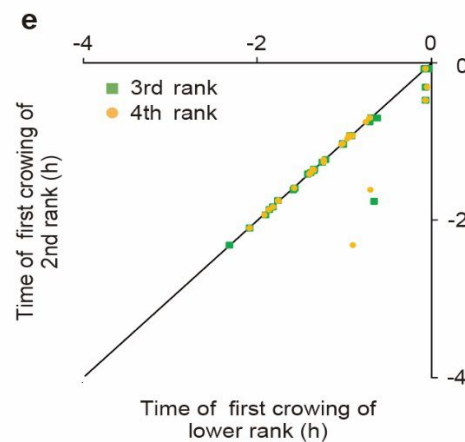 e
-4
-2
0
0
3rd rank
4th rank
-2
-4
Time of first crowing of
2nd rank (h)
Time of first crowing of
lower rank (h)